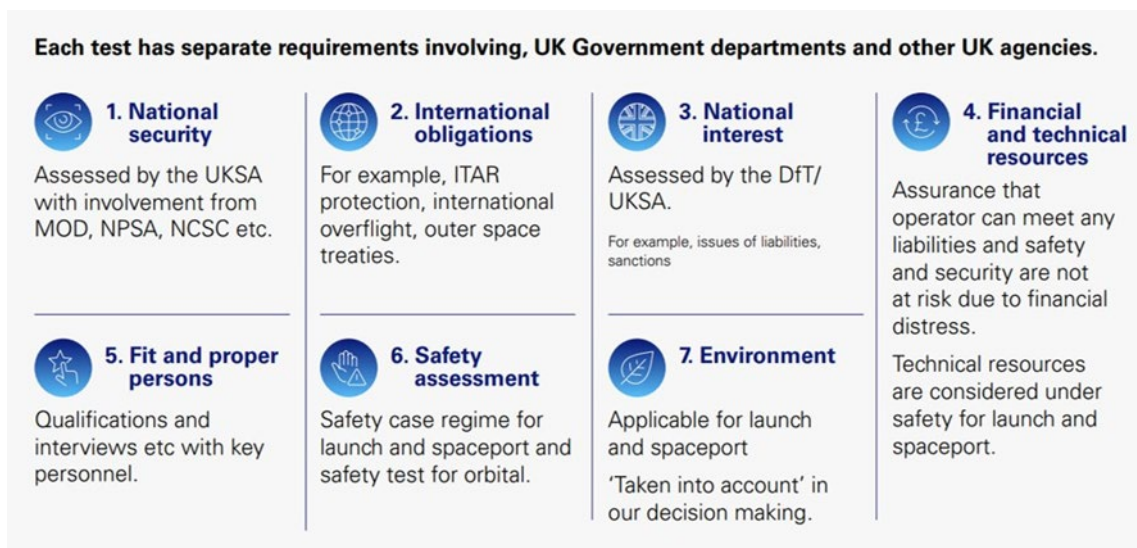 Each test has separate requirements involving, UK Government departments and other UK agencies.
1. National
security
Assessed by the UKSA
with involvement from
MOD, NPSA, NCSC etc.
2. International
obligations
For example, ITAR
protection, international
overflight, outer space
treaties.
3. National
interest
Assessed by the DfT/
UKSA.
For example, issues of liabilities,
sanctions
4. Financial
and technical
resources
Assurance that
operator can meet any
liabilities and safety
and security are not
at risk due to financial
distress.
Technical resources
are considered under
safety for launch and
spaceport.
5. Fit and proper
persons
Qualifications and
interviews etc with key
personnel.
6. Safety
assessment
Safety case regime for
launch and spaceport and
safety test for orbital.
7. Environment
Applicable for launch
and spaceport
‘Taken into account’ in
our decision making.